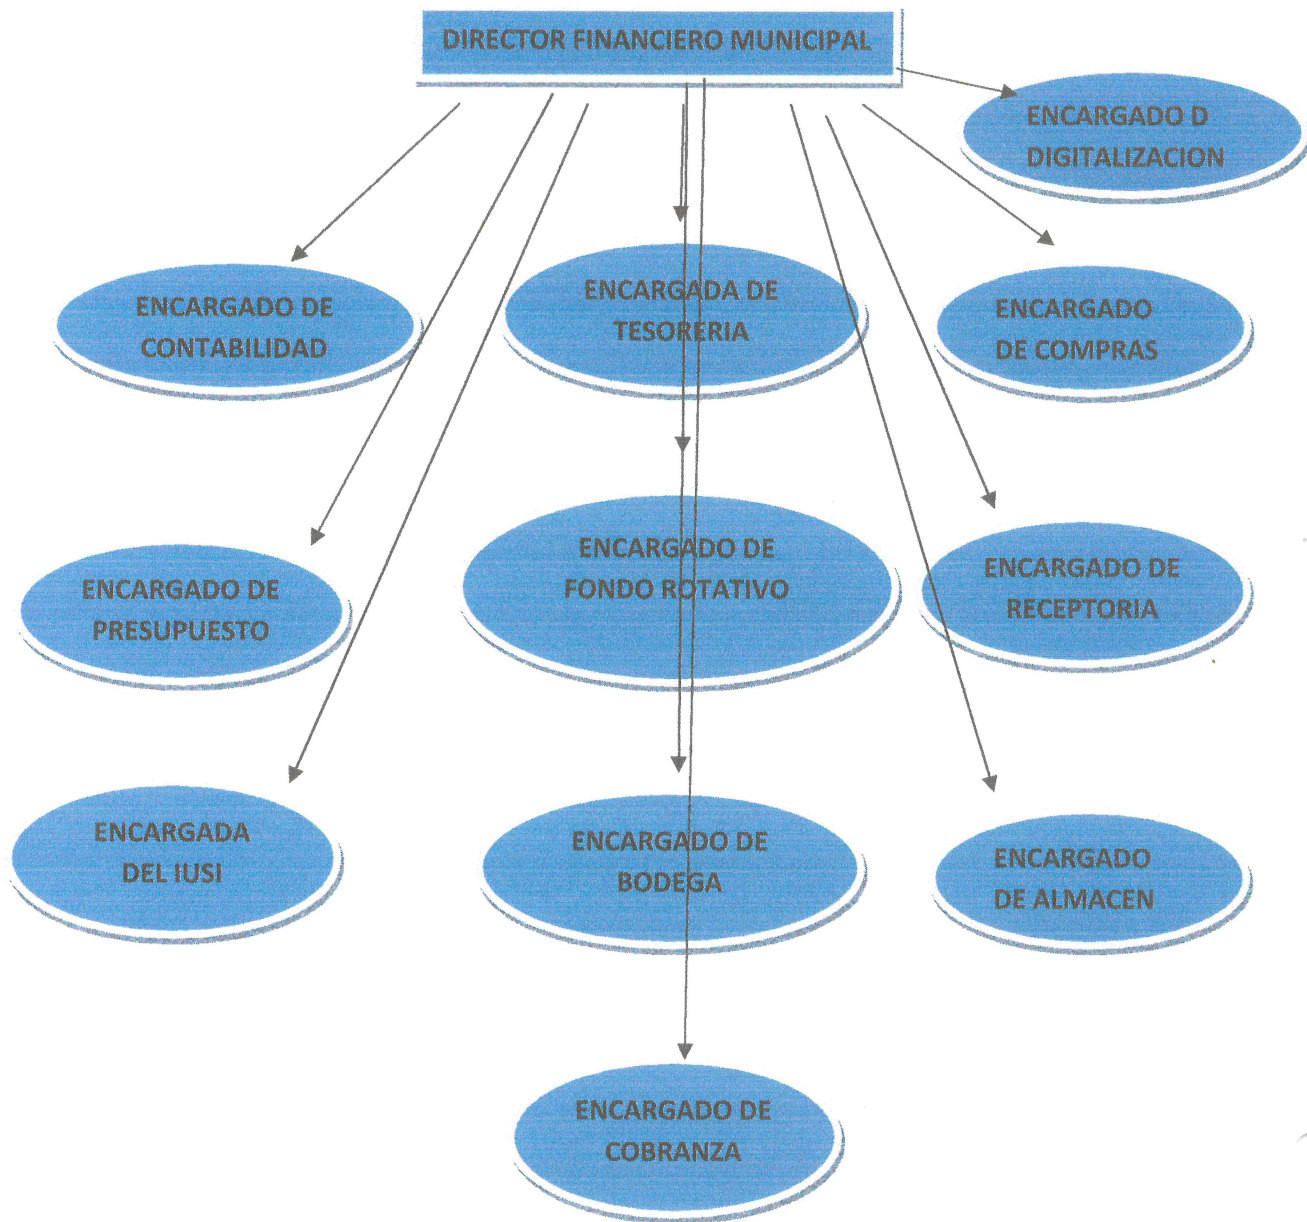 DIRECTOR FINANCIERO MUNICIPAL
ENCARGADO D
DIGITALIZACION
ENCARGADO DE
CONTABILIDAD
ENCARGADA DE
TESORERIA
ENCARGADO
DE COMPRAS
ENCARGADO DE
PRESUPUESTO
ENCARGADO DE
FONDO ROTATIVO
ENCARGADO DE
RECEPTORIA
ENCARGADA
DEL IUSI
ENCARGADO DE
BODEGA
ENCARGADO
DE ALMACEN
ENCARGADO DE
COBRANZA